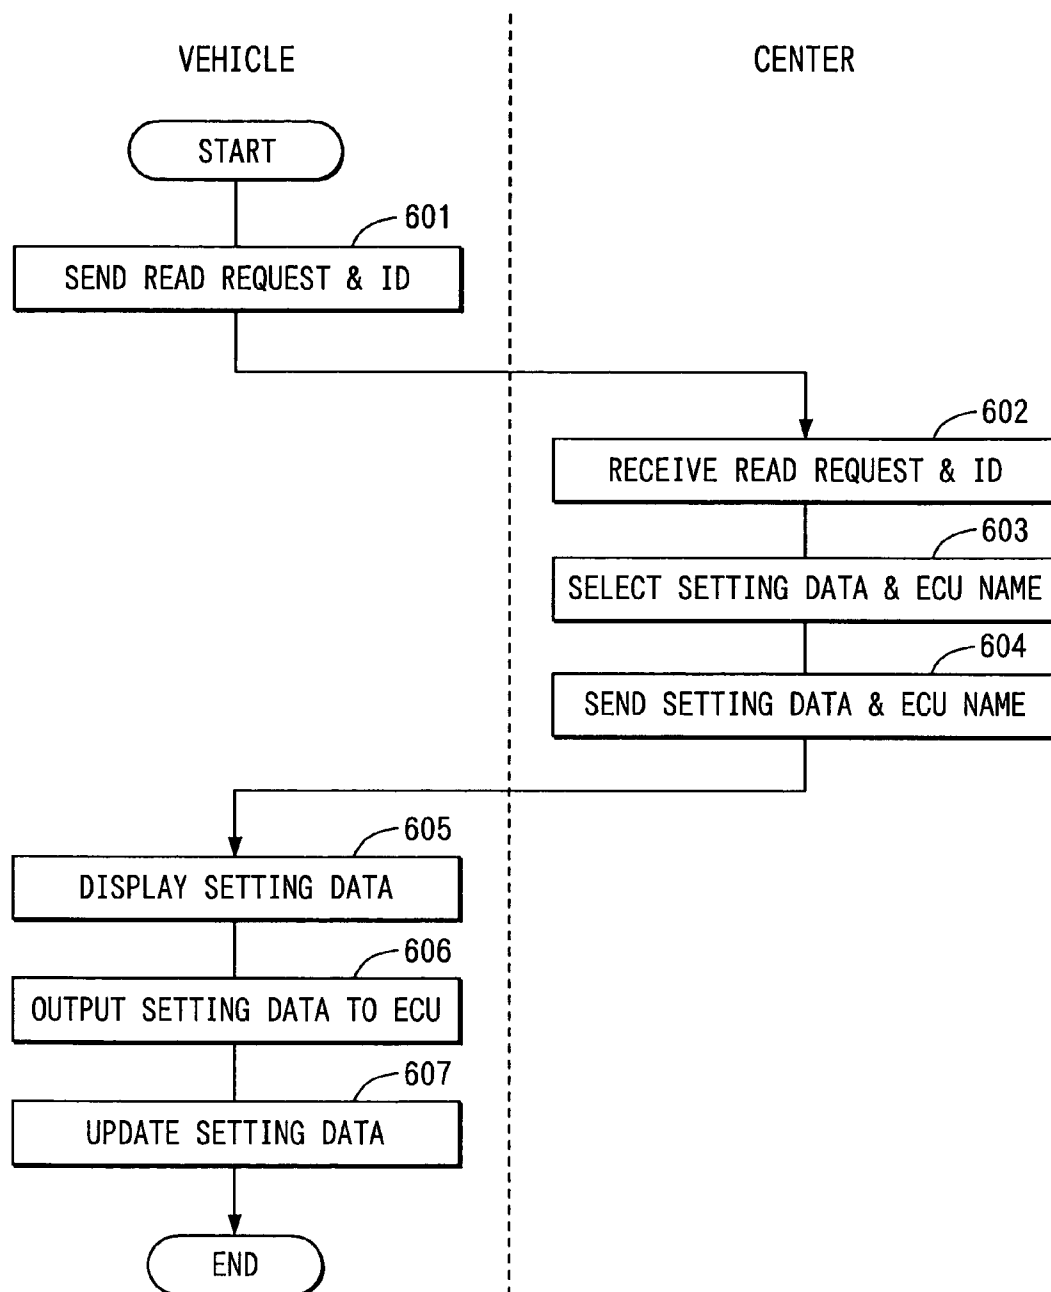 VEHICLE
CENTER
START
601
SEND READ REQUEST & ID
602
RECEIVE READ REQUEST & ID
603
SELECT SETTING DATA & ECU NAME
604
SEND SETTING DATA & ECU NAME
605
DISPLAY SETTING DATA
606
OUTPUT SETTING DATA TO ECU
607
UPDATE SETTING DATA
END